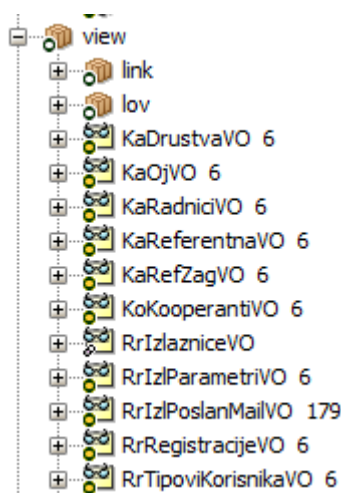 view
link
lov
KaDrustvaVO 6
KaOjVO 6
KaRadniciVO 6
KaReferentnaVO 6
KaRefZagVO 6
KoKooperantiVO 6
RrIzlazniceVO
RrIzlParametriVO 6
RrIzlPoslanMailVO 179
RrRegistracijeVO 6
RrTipoviKorisnikaVO 6